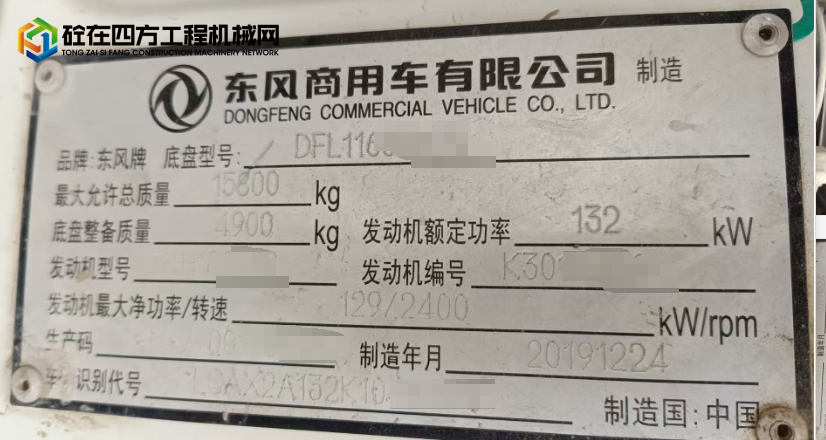 砼在四方工程机械网
TONG ZAI SI FANG CONSTRUCTION MACHINERY NETWORK
东风商用车有限公司 制造
DONGFENG COMMERCIAL VEHICLE CO., LTD.
品牌:东风牌 底盘型号: DFL116
最大允许总质量 15800 kg
底盘整备质量 4900 kg 发动机额定功率 132 kW
发动机型号 发动机编号 K30
发动机最大净功率/转速 129/2400 kW/rpm
生产码 00 制造年月 20191224
识别代号 LGAX2A132K10
制造国:中国